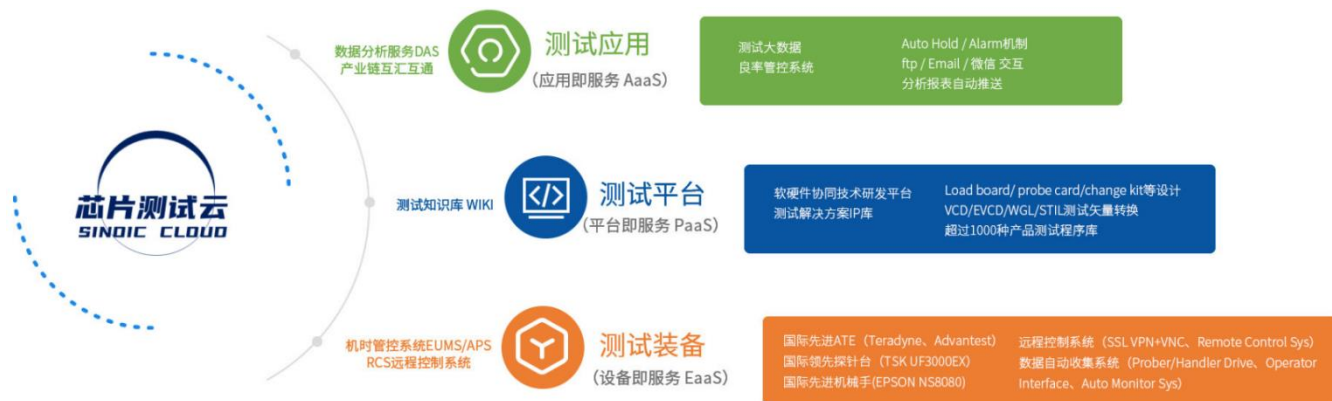 数据分析服务DAS
产业链互汇互通
测试应用
（应用即服务 AaaS）
测试大数据
良率管控系统
Auto Hold / Alarm机制
ftp / Email / 微信 交互
分析报表自动推送
芯片测试云
SINOIC CLOUD
测试知识库 WIKI
测试平台
（平台即服务 PaaS）
软硬件协同技术研发平台
测试解决方案IP库
Load board/ probe card/change kit等设计
VCD/EVCD/WGL/STIL测试矢量转换
超过1000种产品测试程序库
机时管控系统EUMS/APS
RCS远程控制系统
测试装备
（设备即服务 EaaS）
国际先进ATE（Teradyne、Advantest）
国际领先探针台（TSK UF3000EX）
国际先进机械手(EPSON NS8080)
远程控制系统（SSL VPN+VNC、Remote Control Sys）
数据自动收集系统（Prober/Handler Drive、Operator
Interface、Auto Monitor Sys）